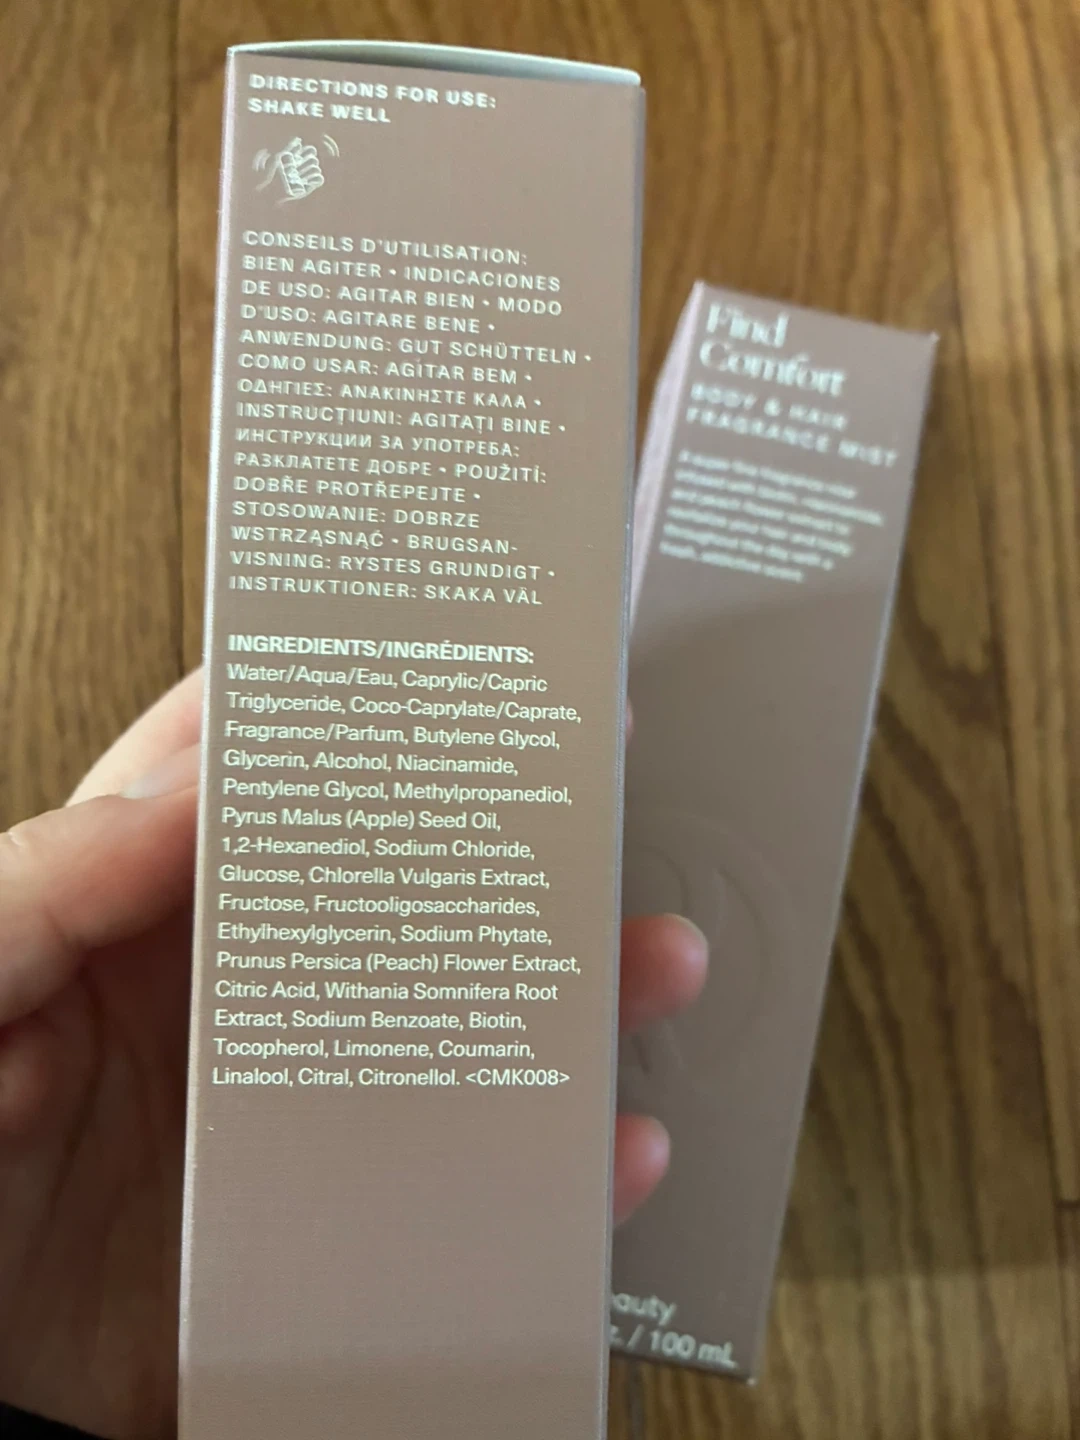 DIRECTIONS FOR USE:
SHAKE WELL
CONSEILS D'UTILISATION:
BIEN AGITER • INDICACIONES
DE USO: AGITAR BIEN • MODO
D'USO: AGITARE BENE •
ANWENDUNG: GUT SCHÜTTELN •
COMO USAR: AGITAR BEM •
ΟΔΗΓΙΕΣ: ΑΝΑΚΙΝΗΣΤΕ ΚΑΛΑ •
INSTRUCȚIUNI: AGITAȚI BINE •
ИНСТРУКЦИИ ЗА УПОТРЕБА:
РАЗКЛАТЕТЕ ДОБРЕ • POUŽITÍ:
DOBŘE PROTŘEPEJTE •
STOSOWANIE: DOBRZE
WSTRZĄSNĄĆ • BRUGSAN-
VISNING: RYSTES GRUNDIGT •
INSTRUKTIONER: SKAKA VÄL
INGREDIENTS/INGRÉDIENTS:
Water/Aqua/Eau, Caprylic/Capric
Triglyceride, Coco-Caprylate/Caprate,
Fragrance/Parfum, Butylene Glycol,
Glycerin, Alcohol, Niacinamide,
Pentylene Glycol, Methylpropanediol,
Pyrus Malus (Apple) Seed Oil,
1,2-Hexanediol, Sodium Chloride,
Glucose, Chlorella Vulgaris Extract,
Fructose, Fructooligosaccharides,
Ethylhexylglycerin, Sodium Phytate,
Prunus Persica (Peach) Flower Extract,
Citric Acid, Withania Somnifera Root
Extract, Sodium Benzoate, Biotin,
Tocopherol, Limonene, Coumarin,
Linalool, Citral, Citronellol. <CMK008>
Find
Comfort
BODY & HAIR
FRAGRANCE MIST
auty
z. / 100 mL